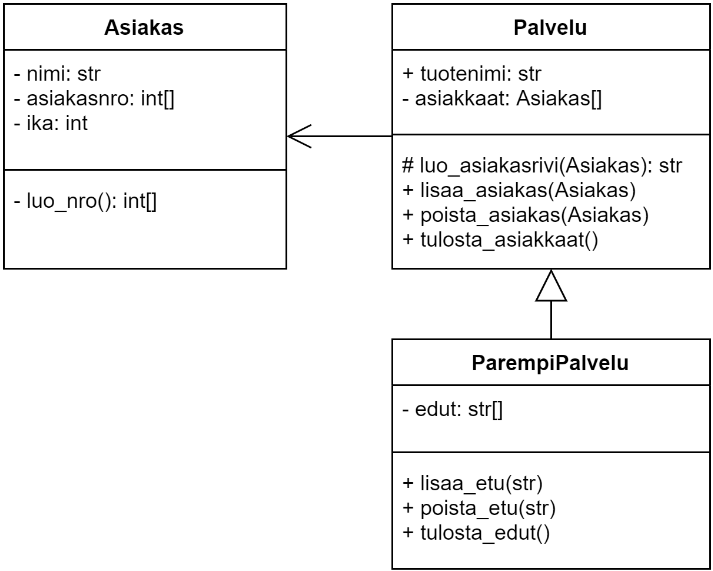 Asiakas
- nimi: str
- asiakasnro: int[]
- ika: int
- luo_nro(): int[]
Palvelu
+ tuotenimi: str
- asiakkaat: Asiakas[]
# luo_asiakasrivi(Asiakas): str
+ lisaa_asiakas(Asiakas)
+ poista_asiakas(Asiakas)
+ tulosta_asiakkaat()
ParempiPalvelu
- edut: str[]
+ lisaa_etu(str)
+ poista_etu(str)
+ tulosta_edut()